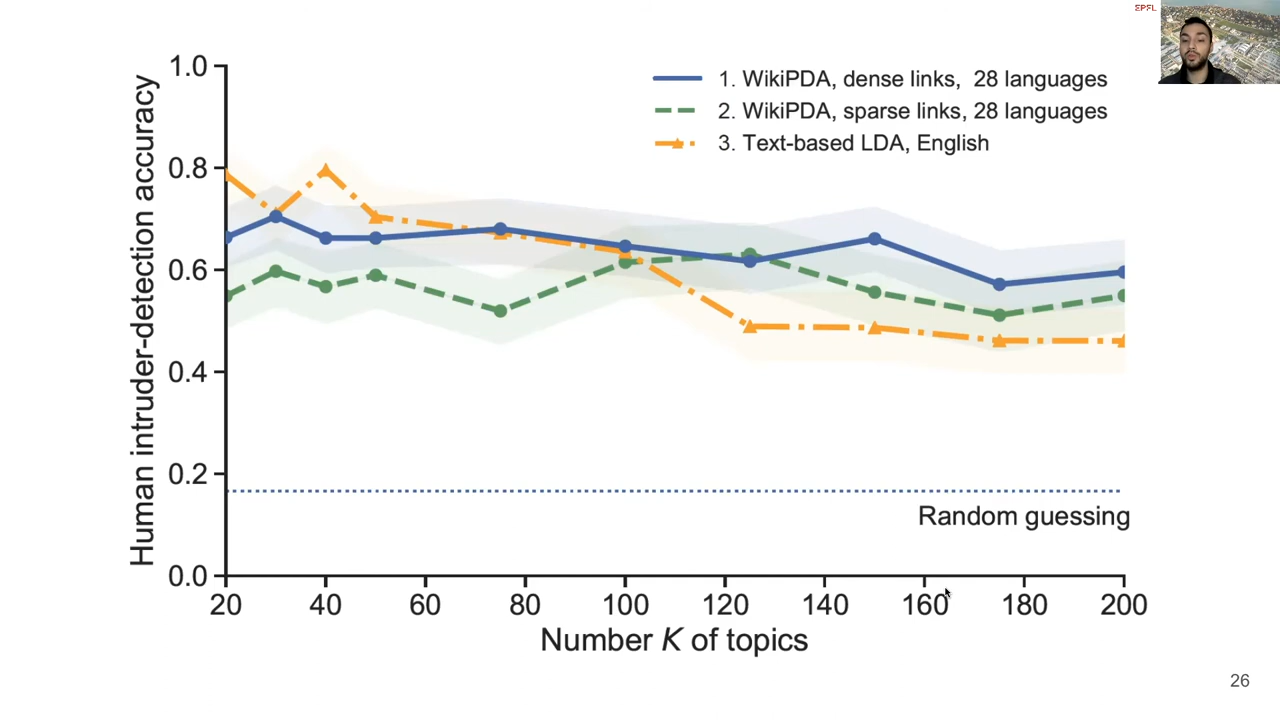 EPFL
1.0
0.8
0.6
0.4
0.2
0.0
Human intruder-detection accuracy
1. WikiPDA, dense links, 28 languages
2. WikiPDA, sparse links, 28 languages
3. Text-based LDA, English
Random guessing
20 40 60 80 100 120 140 160 180 200
Number K of topics
26